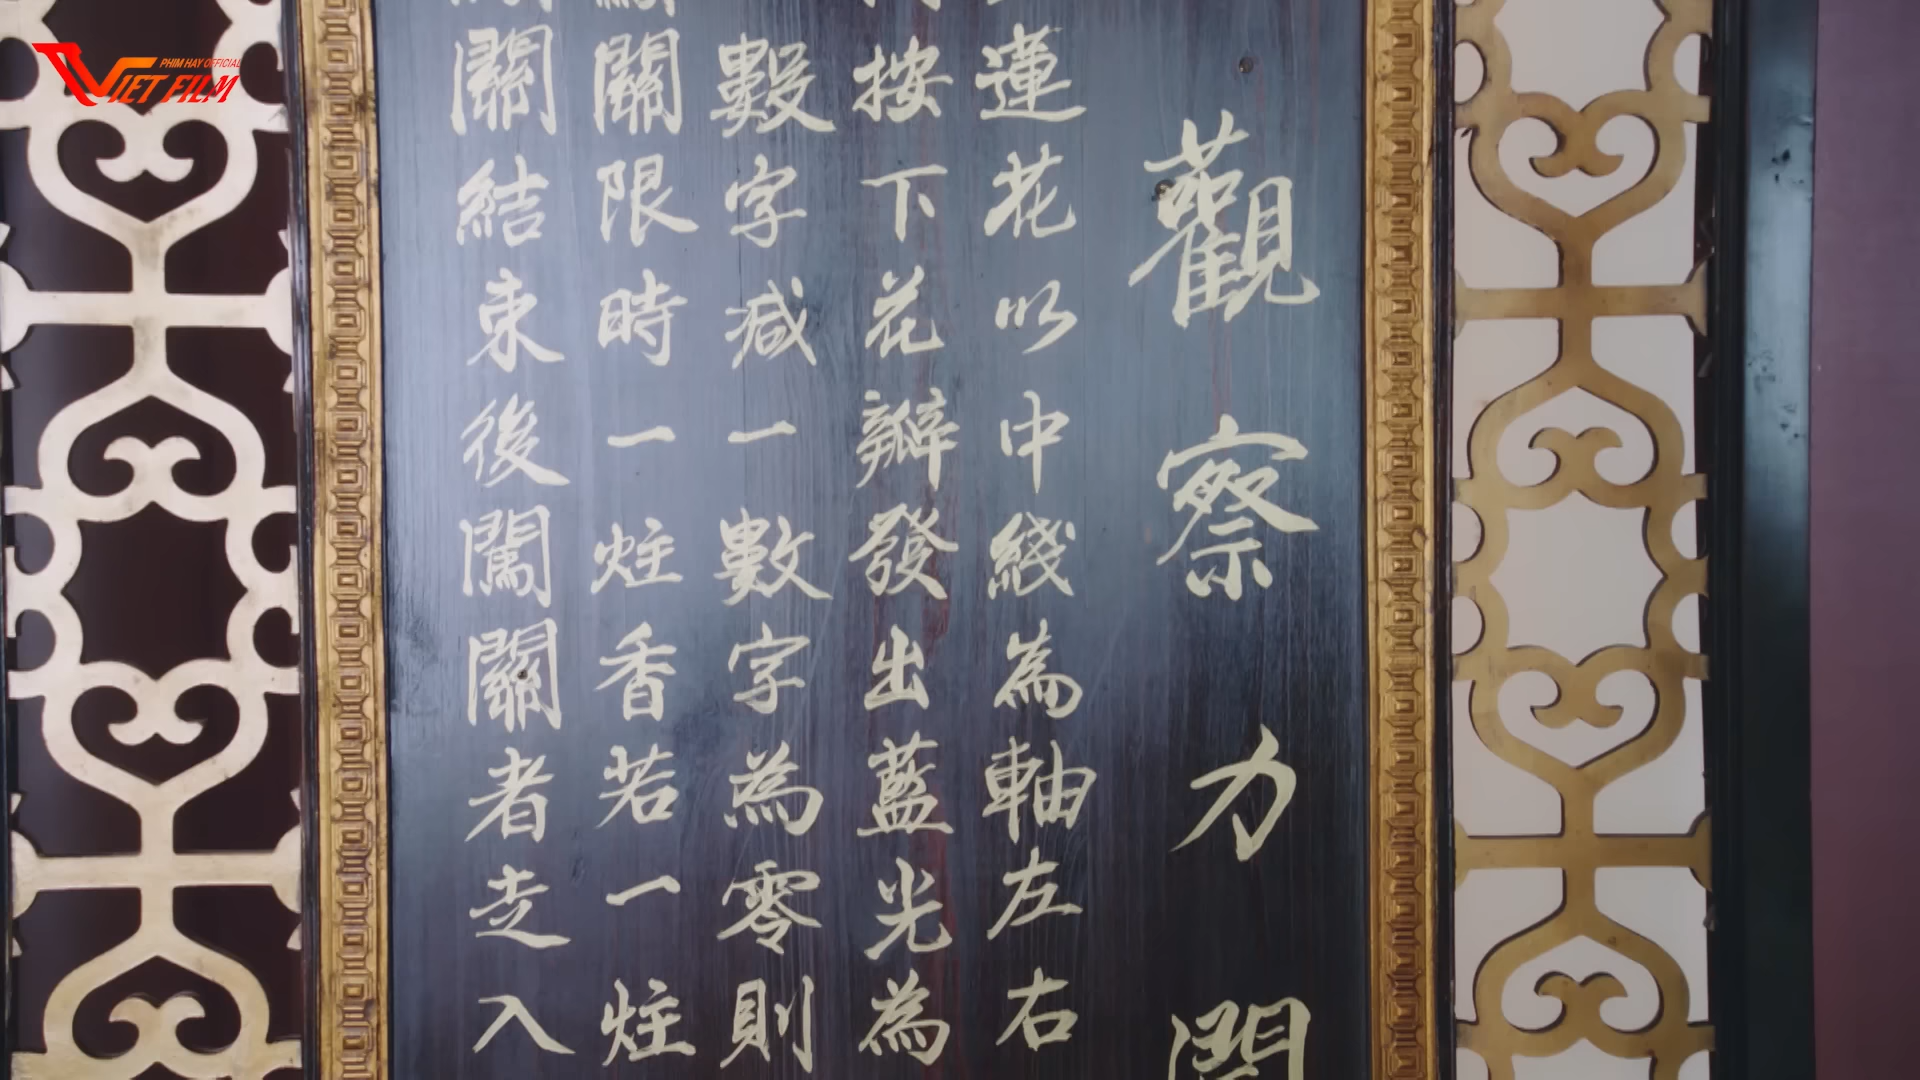 PHIM HAY OFFICIAL
VIET FILM
觀察力
蓮花以中綫為軸左右
按下花瓣發出藍光為
數字減一數字為零則
關限時一炷香若一炷
關結束後闖關者走入